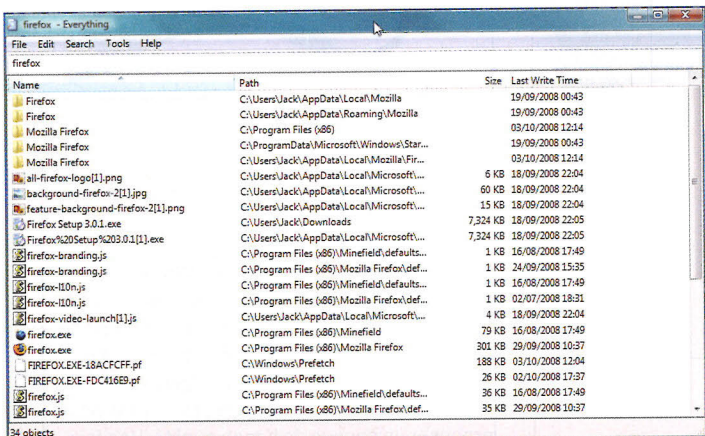 firefox - Everything
File Edit Search Tools Help
firefox
Name Path Size Last Write Time
Firefox C:\Users\Jack\AppData\Local\Mozilla 19/09/2008 00:43
Firefox C:\Users\Jack\AppData\Roaming\Mozilla 19/09/2008 00:43
Mozilla Firefox C:\Program Files (x86) 03/10/2008 12:14
Mozilla Firefox C:\ProgramData\Microsoft\Windows\Star... 19/09/2008 00:43
Mozilla Firefox C:\Users\Jack\AppData\Local\Mozilla\Fir... 03/10/2008 12:14
all-firefox-logo[1].png C:\Users\Jack\AppData\Local\Microsoft\... 6 KB 18/09/2008 22:04
background-firefox-2[1].jpg C:\Users\Jack\AppData\Local\Microsoft\... 60 KB 18/09/2008 22:04
feature-background-firefox-2[1].png C:\Users\Jack\AppData\Local\Microsoft\... 15 KB 18/09/2008 22:04
Firefox Setup 3.0.1.exe C:\Users\Jack\Downloads 7,324 KB 18/09/2008 22:05
Firefox%20Setup%203.0.1[1].exe C:\Users\Jack\AppData\Local\Microsoft\... 7,324 KB 18/09/2008 22:05
firefox-branding.js C:\Program Files (x86)\Minefield\defaults... 1 KB 16/08/2008 17:49
firefox-branding.js C:\Program Files (x86)\Mozilla Firefox\def... 1 KB 24/09/2008 15:35
firefox-l10n.js C:\Program Files (x86)\Minefield\defaults... 1 KB 16/08/2008 17:49
firefox-l10n.js C:\Program Files (x86)\Mozilla Firefox\def... 1 KB 02/07/2008 18:31
firefox-video-launch[1].js C:\Users\Jack\AppData\Local\Microsoft\... 4 KB 18/09/2008 22:04
firefox.exe C:\Program Files (x86)\Minefield 79 KB 16/08/2008 17:49
firefox.exe C:\Program Files (x86)\Mozilla Firefox 301 KB 29/09/2008 10:37
FIREFOX.EXE-18ACFCFF.pf C:\Windows\Prefetch 188 KB 03/10/2008 12:04
FIREFOX.EXE-FDC416E9.pf C:\Windows\Prefetch 26 KB 02/10/2008 17:37
firefox.js C:\Program Files (x86)\Minefield\defaults... 36 KB 16/08/2008 17:49
firefox.js C:\Program Files (x86)\Mozilla Firefox\def... 35 KB 29/09/2008 10:37
34 objects